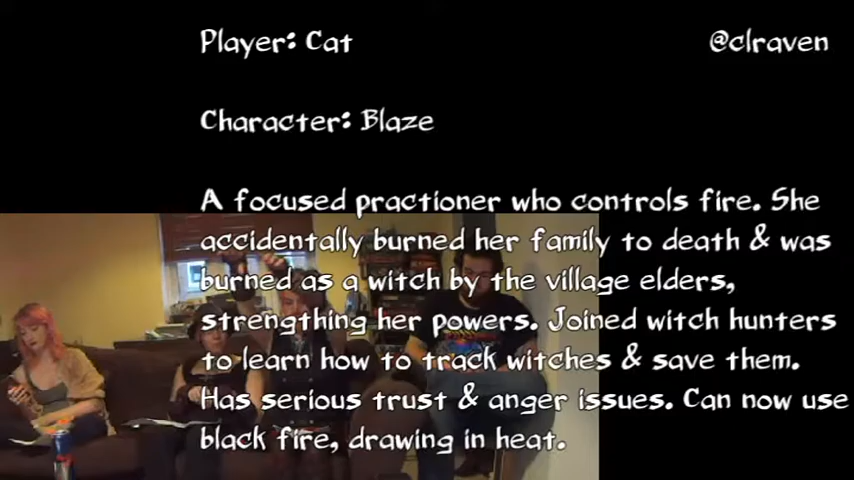 Player: Cat
@clraven
Character: Blaze
A focused practioner who controls fire. She
accidentally burned her family to death & was
burned as a witch by the village elders,
strengthing her powers. Joined witch hunters
to learn how to track witches & save them.
Has serious trust & anger issues. Can now use
black fire, drawing in heat.